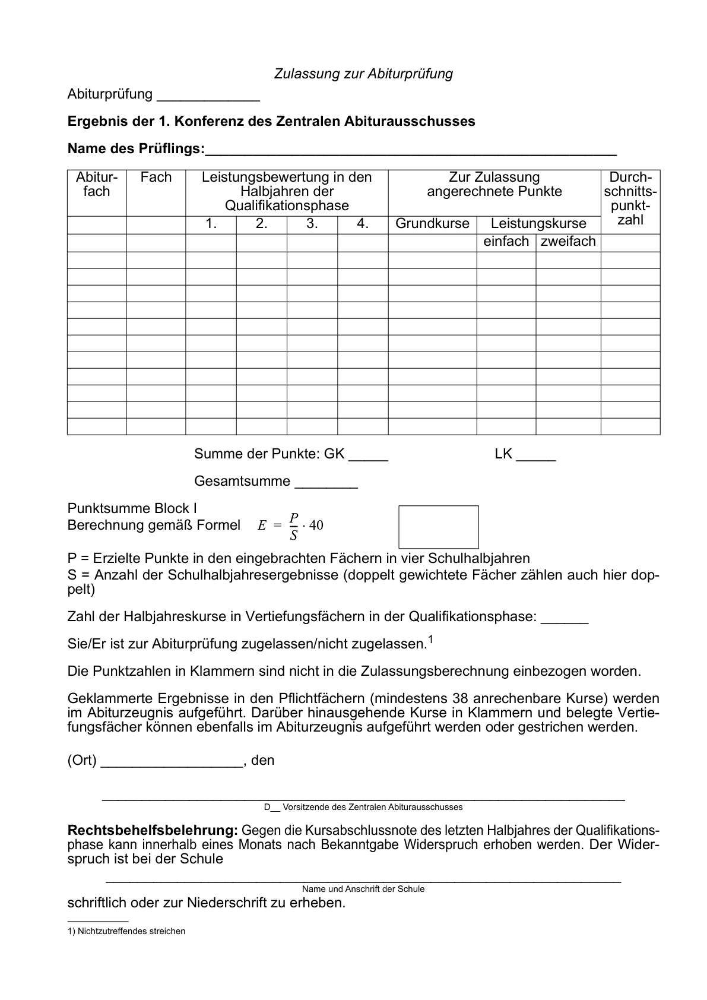 Zulassung zur Abiturprüfung
Abiturprüfung _____________
Ergebnis der 1. Konferenz des Zentralen Abiturausschusses
Name des Prüflings:____________________________________________________
Abitur-
fach
Fach
Leistungsbewertung in den
Halbjahren der
Qualifikationsphase
Zur Zulassung
angerechnete Punkte
Durch-
schnitts-
punkt-
zahl
1. 2. 3. 4. Grundkurse Leistungskurse
einfach zweifach
Summe der Punkte: GK _____ LK _____
Gesamtsumme ________
Punktsumme Block I
Berechnung gemäß Formel E = P/S · 40
P = Erzielte Punkte in den eingebrachten Fächern in vier Schulhalbjahren
S = Anzahl der Schulhalbjahresergebnisse (doppelt gewichtete Fächer zählen auch hier dop-
pelt)
Zahl der Halbjahreskurse in Vertiefungsfächern in der Qualifikationsphase: ______
Sie/Er ist zur Abiturprüfung zugelassen/nicht zugelassen.1
Die Punktzahlen in Klammern sind nicht in die Zulassungsberechnung einbezogen worden.
Geklammerte Ergebnisse in den Pflichtfächern (mindestens 38 anrechenbare Kurse) werden
im Abiturzeugnis aufgeführt. Darüber hinausgehende Kurse in Klammern und belegte Vertie-
fungsfächer können ebenfalls im Abiturzeugnis aufgeführt werden oder gestrichen werden.
(Ort) __________________, den
__________________________________________________________________
D__ Vorsitzende des Zentralen Abiturausschusses
Rechtsbehelfsbelehrung: Gegen die Kursabschlussnote des letzten Halbjahres der Qualifikations-
phase kann innerhalb eines Monats nach Bekanntgabe Widerspruch erhoben werden. Der Wider-
spruch ist bei der Schule
_________________________________________________________________
Name und Anschrift der Schule
schriftlich oder zur Niederschrift zu erheben.
1) Nichtzutreffendes streichen